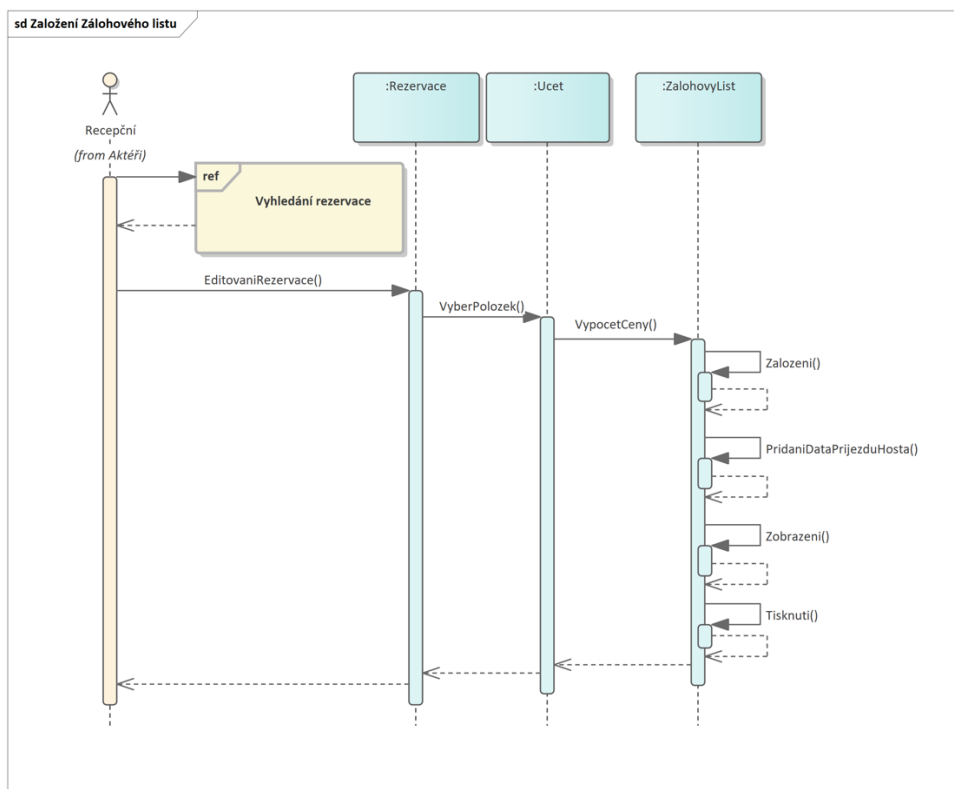 sd Založení Zálohového listu
:Rezervace
:Ucet
:ZalohovyList
Recepční
(from Aktéři)
ref
Vyhledání rezervace
EditovaniRezervace()
VyberPolozek()
VypocetCeny()
Zalozeni()
PridaniDataPrijezduHosta()
Zobrazeni()
Tisknuti()